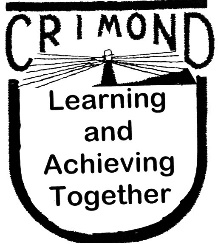 CRIMOND
Learning
and
Achieving
Together